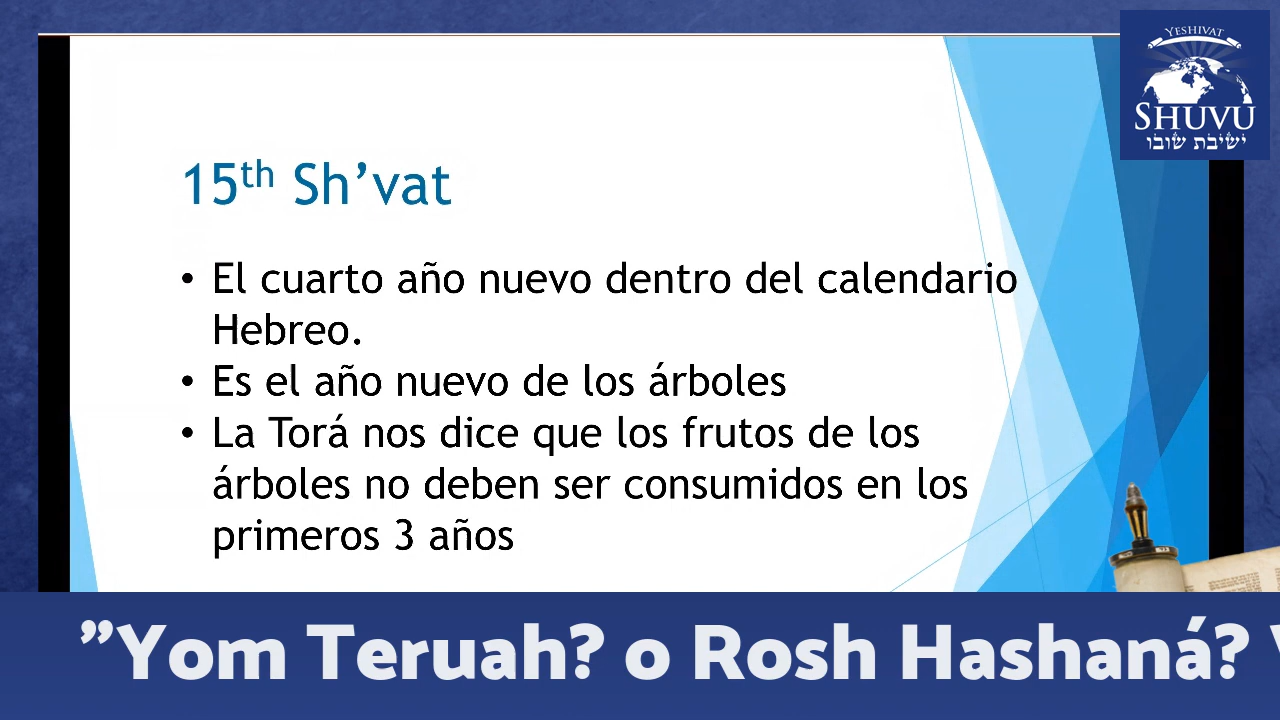 YESHIVAT
SHUVU
ישיבת שובו
15th Sh’vat
• El cuarto año nuevo dentro del calendario
Hebreo.
• Es el año nuevo de los árboles
• La Torá nos dice que los frutos de los
árboles no deben ser consumidos en los
primeros 3 años
”Yom Teruah? o Rosh Hashaná?